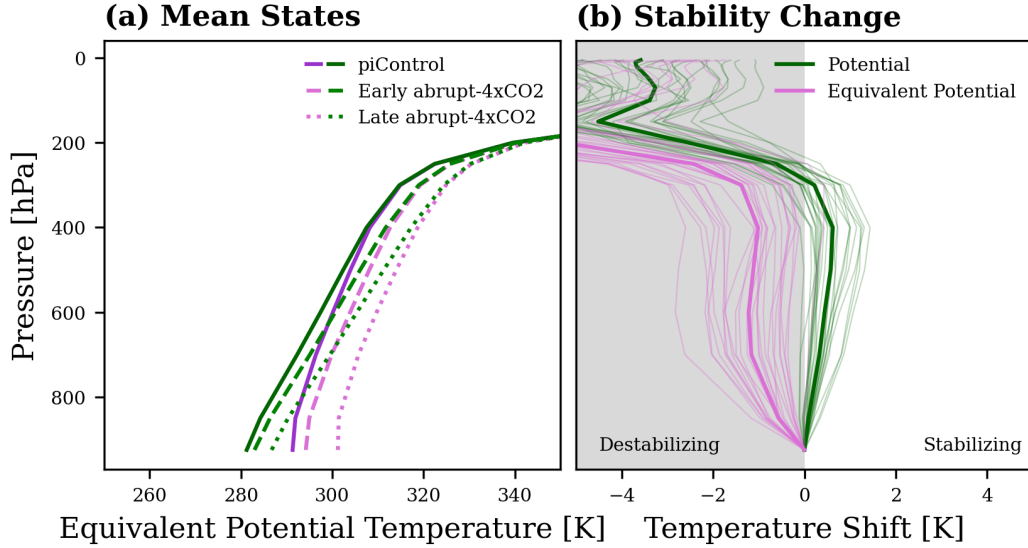 (a) Mean States
(b) Stability Change
Pressure [hPa]
0
200
400
600
800
piControl
Early abrupt-4xCO2
Late abrupt-4xCO2
260
280
300
320
340
Equivalent Potential Temperature [K]
Potential
Equivalent Potential
Destabilizing
Stabilizing
−4
−2
0
2
4
Temperature Shift [K]